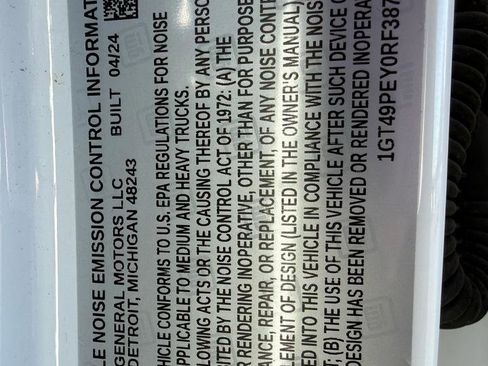 LE NOISE EMISSION CONTROL INFORMAT
GENERAL MOTORS LLC BUILT 04/24
DETROIT, MICHIGAN 48243
HICLE CONFORMS TO U.S. EPA REGULATIONS FOR NOISE
APPLICABLE TO MEDIUM AND HEAVY TRUCKS.
LOWING ACTS OR THE CAUSING THEREOF BY ANY PERSO
ITED BY THE NOISE CONTROL ACT OF 1972: (A) THE
R RENDERING INOPERATIVE, OTHER THAN FOR PURPOSE
ANCE, REPAIR, OR REPLACEMENT, OF ANY NOISE CONTR
LEMENT OF DESIGN (LISTED IN THE OWNER'S MANUAL)
ED INTO THIS VEHICLE IN COMPLIANCE WITH THE NOIS
T; (B) THE USE OF THIS VEHICLE AFTER SUCH DEVICE O
DESIGN HAS BEEN REMOVED OR RENDERED INOPERAT
1GT49PEY0RF387